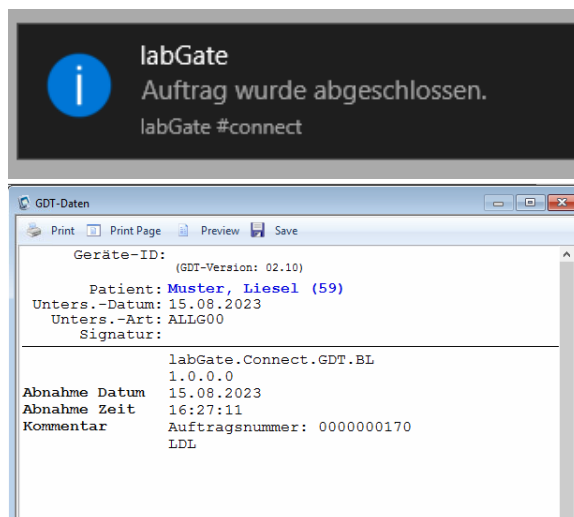 labGate
Auftrag wurde abgeschlossen.
labGate #connect
GDT-Daten
Print Print Page Preview Save
Geräte-ID:
(GDT-Version: 02.10)
Patient: Muster, Liesel (59)
Unters.-Datum: 15.08.2023
Unters.-Art: ALLG00
Signatur:
labGate.Connect.GDT.BL
1.0.0.0
Abnahme Datum 15.08.2023
Abnahme Zeit 16:27:11
Kommentar Auftragsnummer: 0000000170
LDL